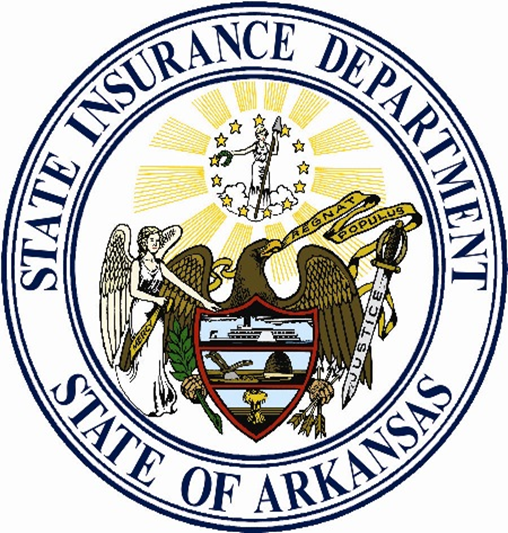 STATE INSURANCE DEPARTMENT
REGNAT
POPULUS
MERCY
JUSTICE
STATE OF ARKANSAS